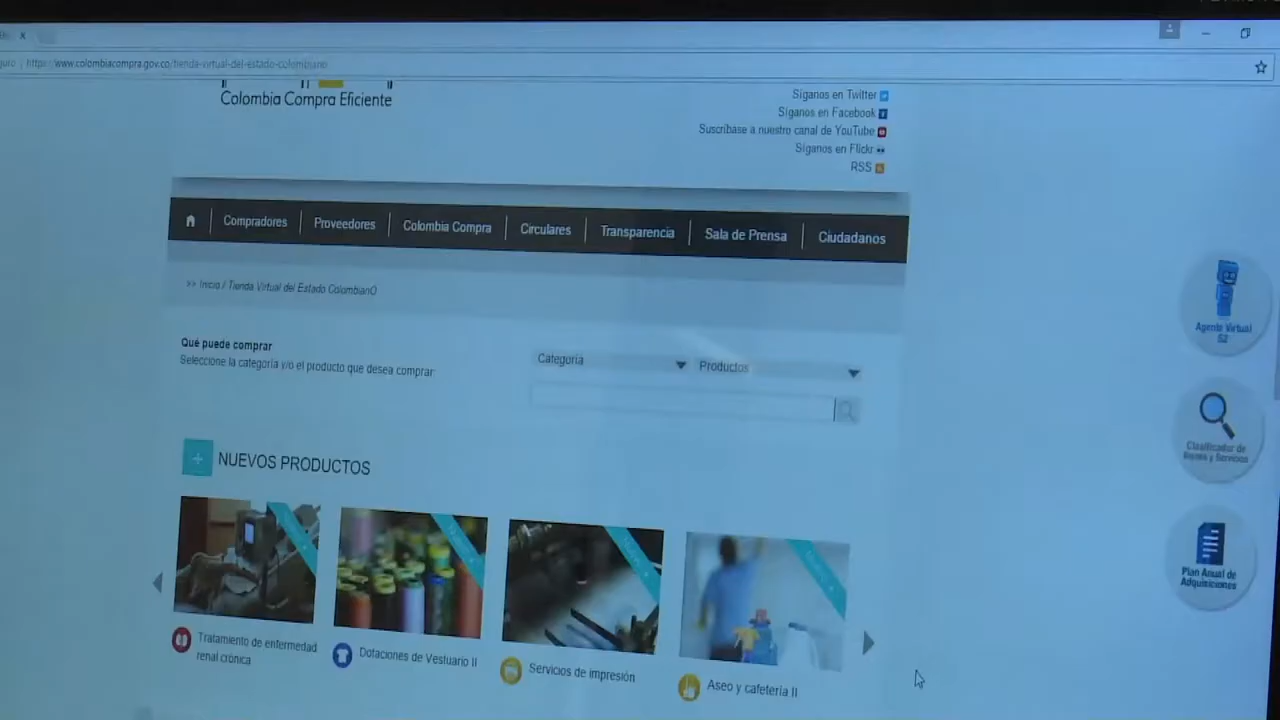 https://www.colombiacompra.gov.co/tienda-virtual-del-estado-colombiano
Colombia Compra Eficiente
Síganos en Twitter
Síganos en Facebook
Suscríbase a nuestro canal de YouTube
Síganos en Flickr
RSS
Compradores Proveedores Colombia Compra Circulares Transparencia Sala de Prensa Ciudadanos
>> Inicio / Tienda Virtual del Estado ColombianO
Qué puede comprar
Seleccione la categoría y/o el producto que desea comprar:
Categoría Productos
NUEVOS PRODUCTOS
Tratamiento de enfermedad
renal crónica
Dotaciones de Vestuario II
Servicios de impresión
Aseo y cafetería II
Agente Virtual
Clasificador de
Bienes y Servicios
Plan Anual de
Adquisiciones